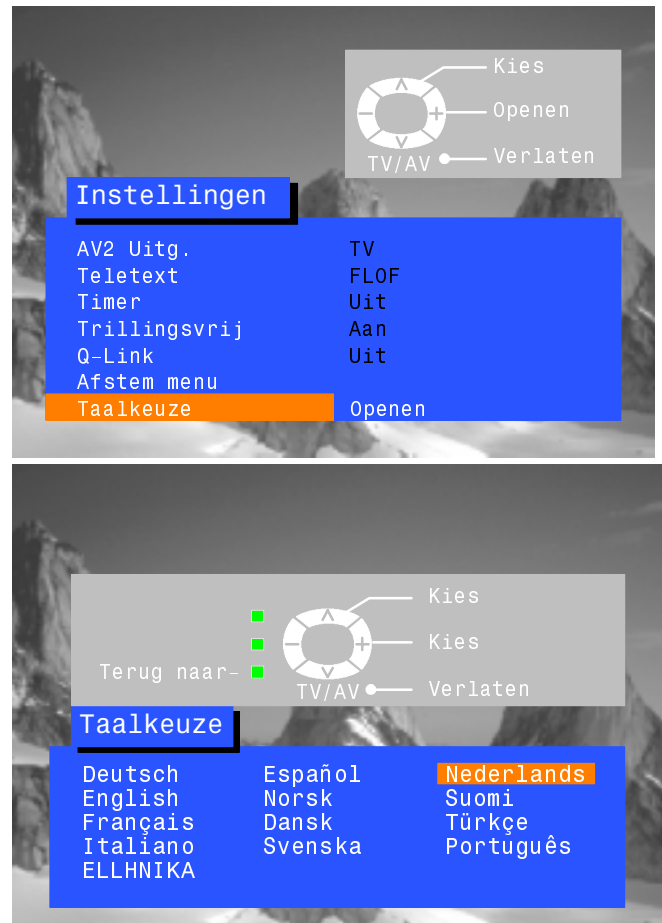 Kies
Openen
TV/AV Verlaten
Instellingen
AV2 Uitg. TV
Teletext FLOF
Timer Uit
Trillingsvrij Aan
Q-Link Uit
Afstem menu
Taalkeuze Openen
Kies
Kies
Terug naar-
TV/AV Verlaten
Taalkeuze
Deutsch Español Nederlands
English Norsk Suomi
Français Dansk Türkçe
Italiano Svenska Português
ELLHNIKA